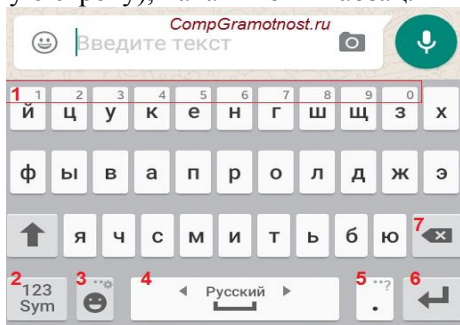 CompGramotnost.ru
Введите текст
1 1 2 3 4 5 6 7 8 9 0
й ц у к е н г ш щ з х
ф ы в а п р о л д ж э
7
я ч с м и т ь б ю
2 3 4 5 ..? 6
123 Русский .
Sym